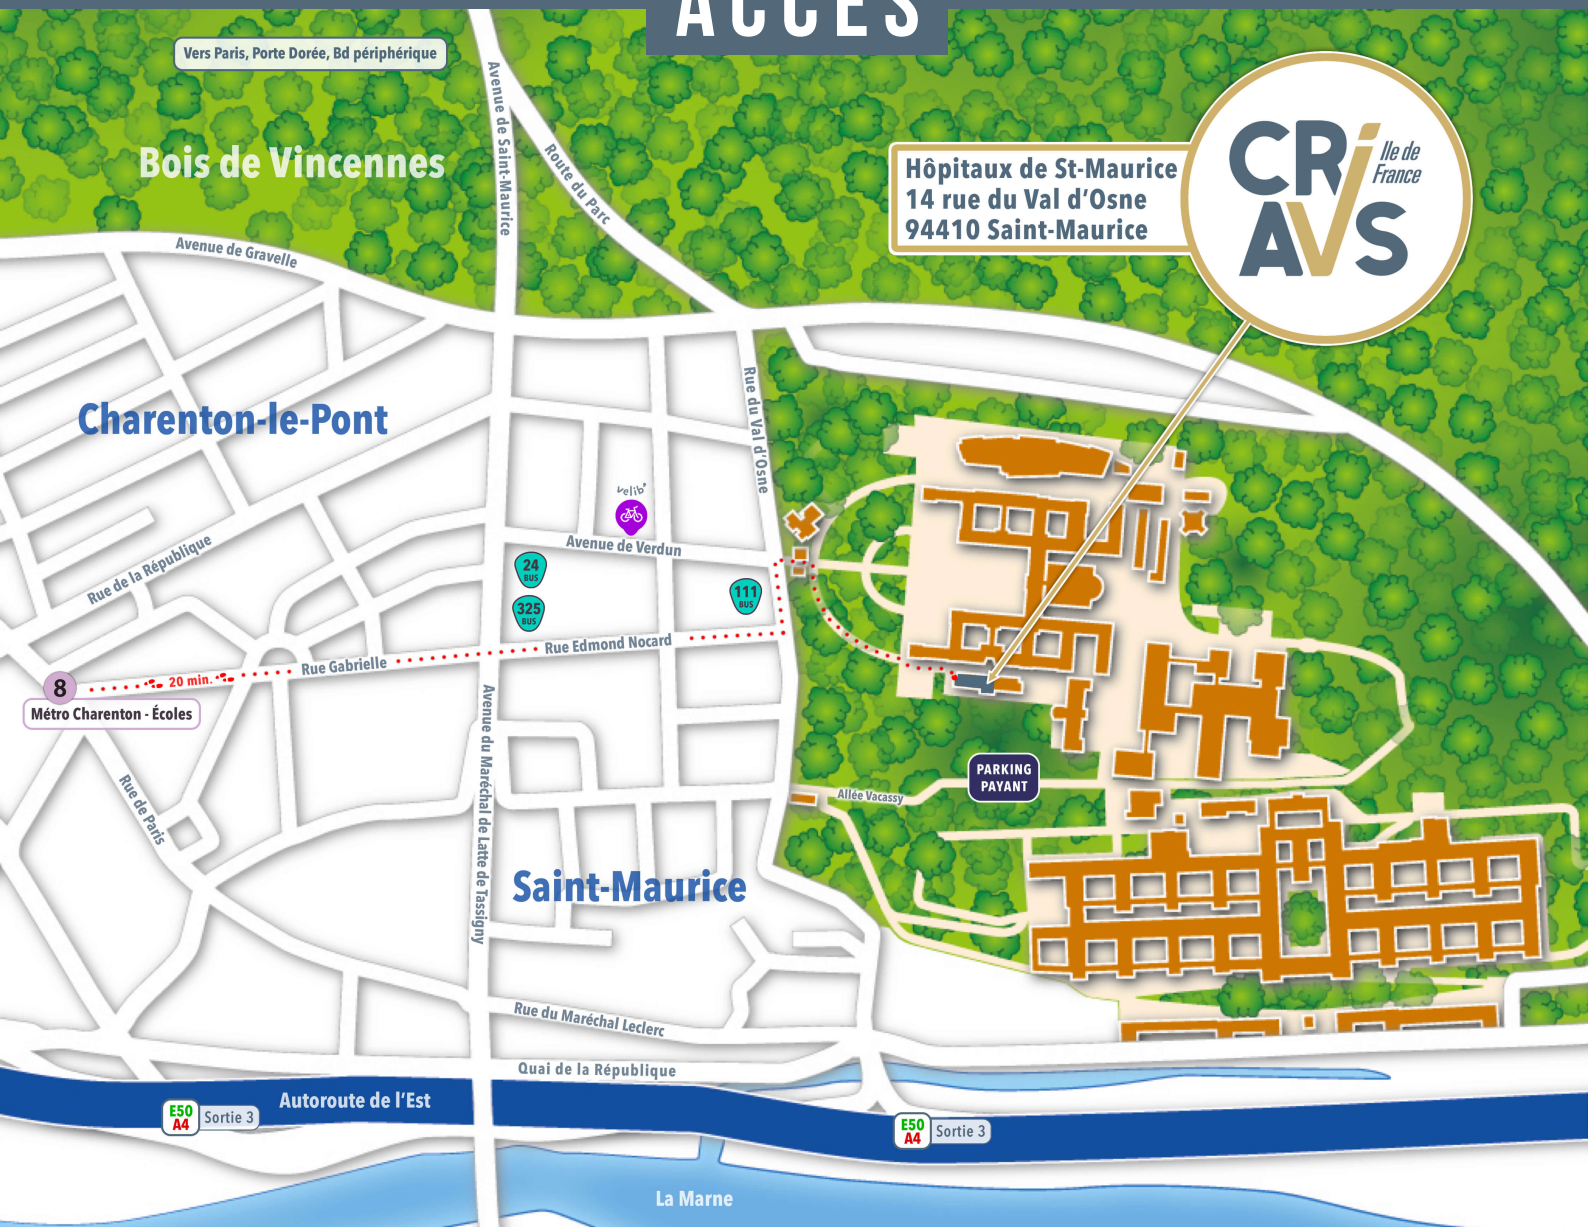 ACCÈS
Vers Paris, Porte Dorée, Bd périphérique
Bois de Vincennes
Avenue de Saint-Maurice
Route du Parc
Avenue de Gravelle
Hôpitaux de St-Maurice
14 rue du Val d’Osne
94410 Saint-Maurice
CRiAVS
Ile de
France
Charenton-le-Pont
Rue du Val d’Osne
velib’
Avenue de Verdun
Rue de la République
24
BUS
325
BUS
111
BUS
Rue Edmond Nocard
Rue Gabrielle
20 min.
8
Métro Charenton - Écoles
Rue de Paris
Avenue du Maréchal de Latte de Tassigny
PARKING
PAYANT
Allée Vacassy
Saint-Maurice
Rue du Maréchal Leclerc
Quai de la République
Autoroute de l’Est
E50
A4
Sortie 3
E50
A4
Sortie 3
La Marne